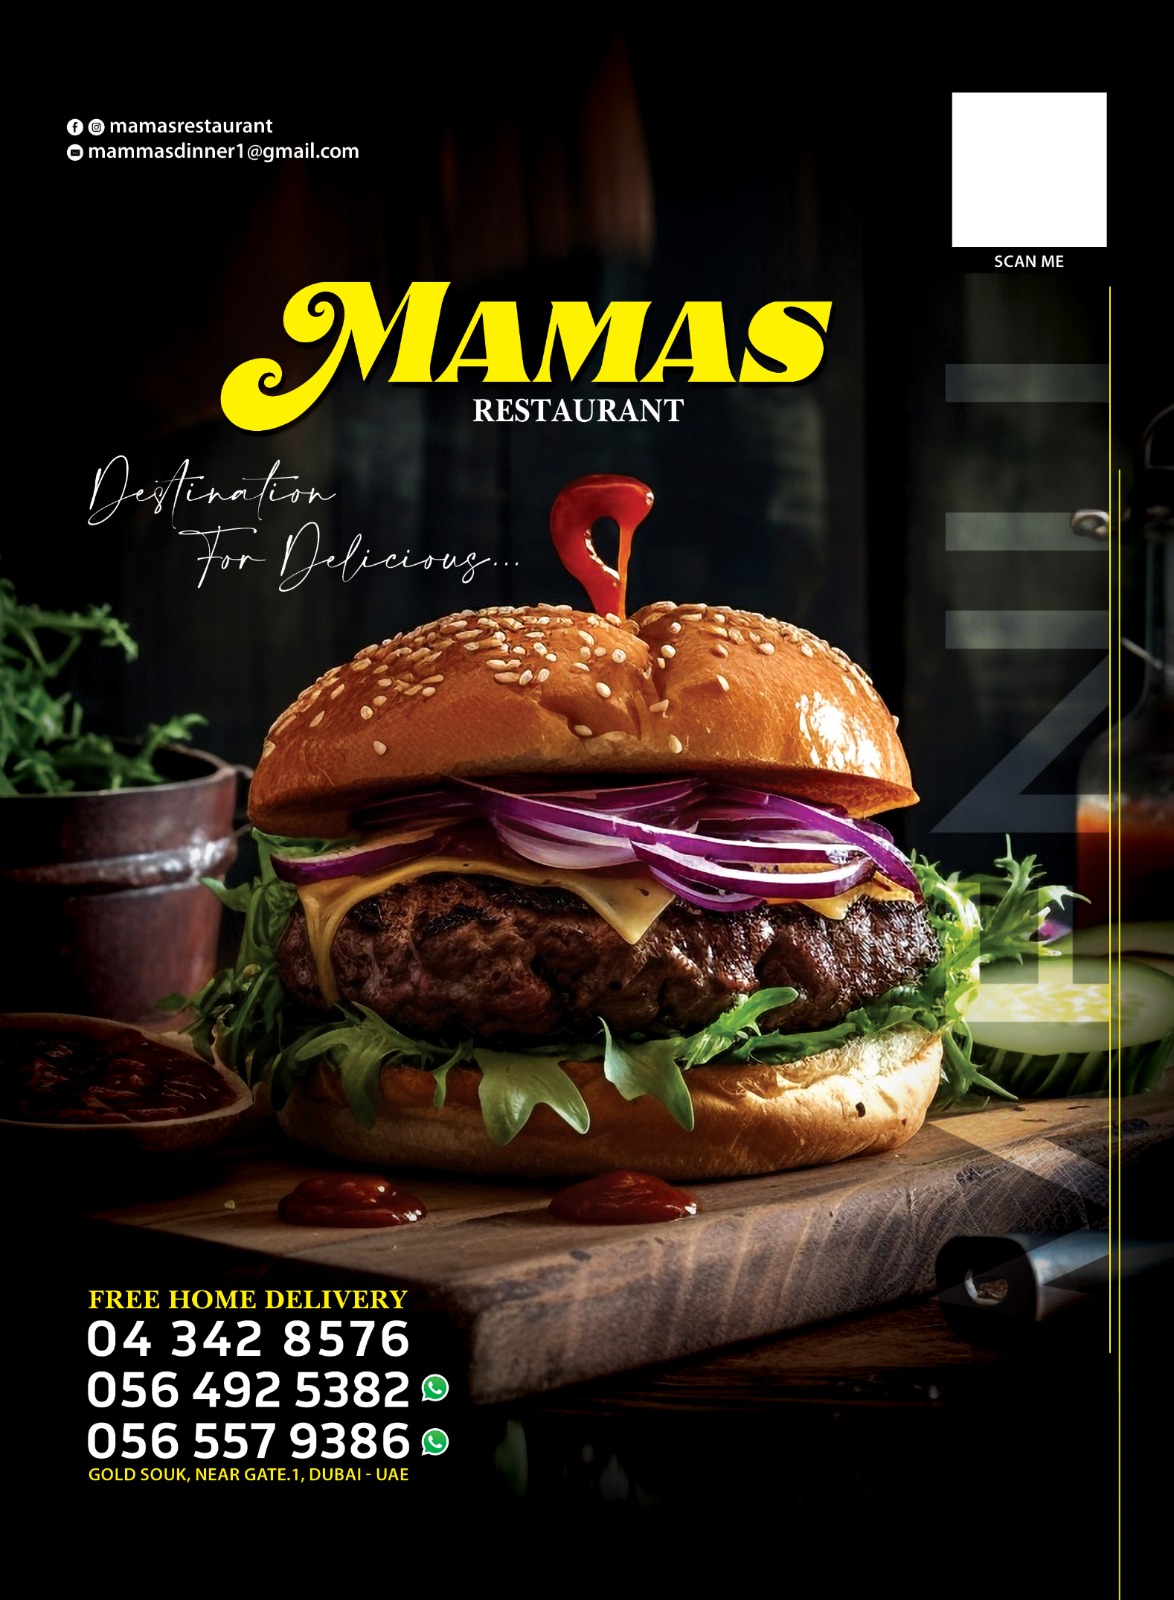 mamasrestaurant
mammasdinner1@gmail.com
SCAN ME
MAMAS
RESTAURANT
Destination
For Delicious...
MENU
FREE HOME DELIVERY
04 342 8576
056 492 5382
056 557 9386
GOLD SOUK, NEAR GATE.1, DUBAI - UAE